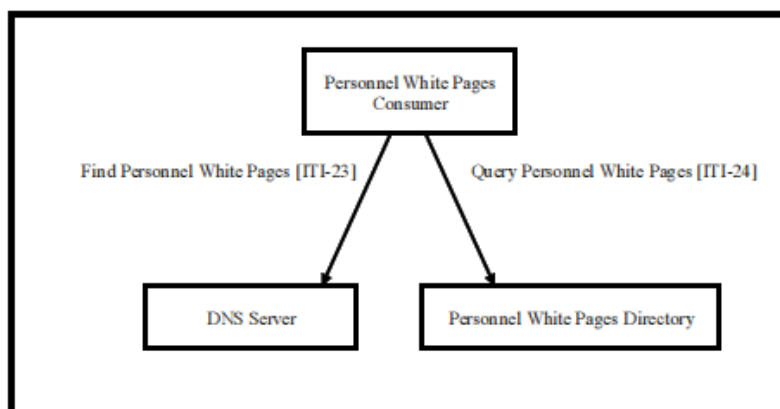 Personnel White Pages
Consumer
Find Personnel White Pages [ITI-23]
Query Personnel White Pages [ITI-24]
DNS Server
Personnel White Pages Directory